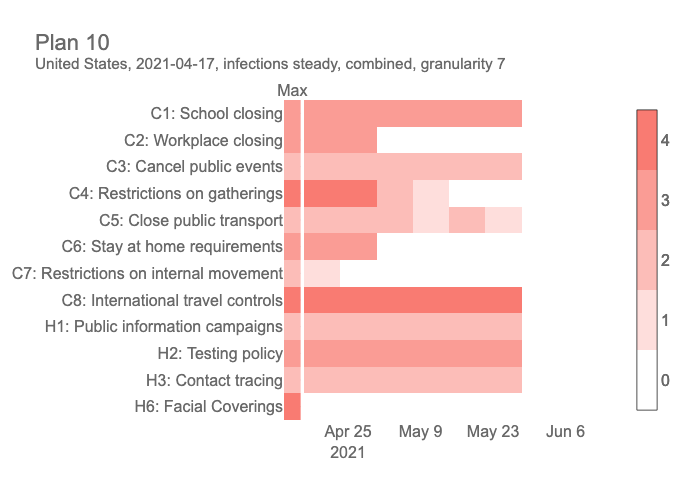 Plan 10
United States, 2021-04-17, infections steady, combined, granularity 7
Max
C1: School closing
C2: Workplace closing
C3: Cancel public events
C4: Restrictions on gatherings
C5: Close public transport
C6: Stay at home requirements
C7: Restrictions on internal movement
C8: International travel controls
H1: Public information campaigns
H2: Testing policy
H3: Contact tracing
H6: Facial Coverings
Apr 25 May 9 May 23 Jun 6
2021
4
3
2
1
0